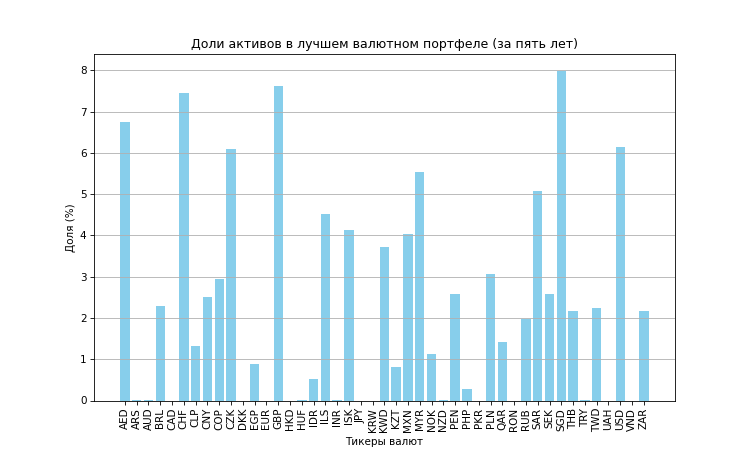 Доли активов в лучшем валютном портфеле (за пять лет)
Доля (%)
8
7
6
5
4
3
2
1
0
AED ARS AUD BRL CAD CHF CLP CNY COP CZK DKK EGP EUR GBP HKD HUF IDR ILS INR ISK JPY KRW KWD KZT MXN MYR NOK NZD PEN PHP PKR PLN QAR RON RUB SAR SEK SGD THB TRY TWD UAH USD VND ZAR
Тикеры валют